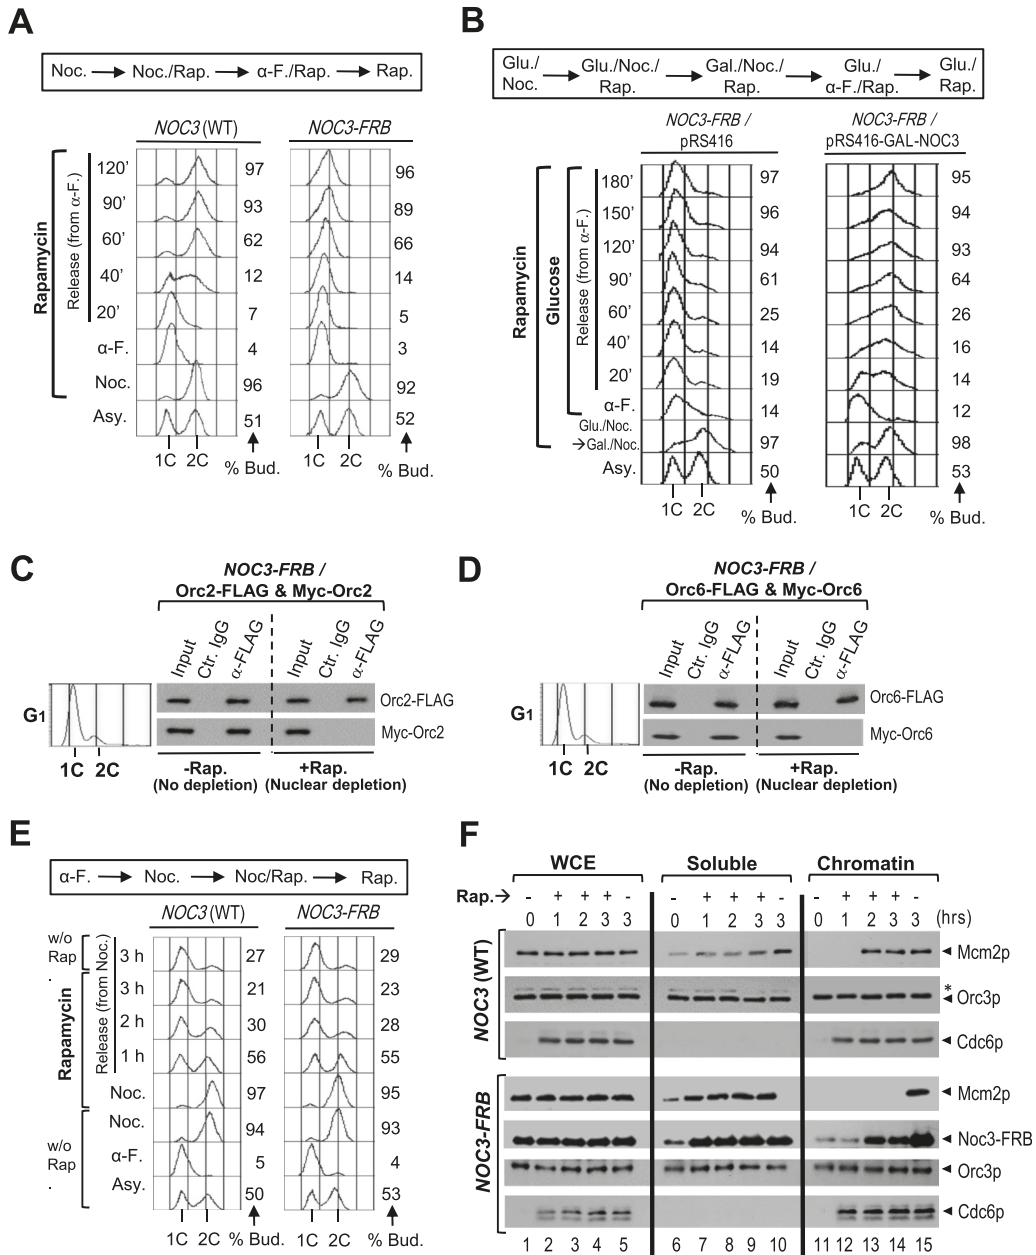 A
Noc. → Noc./Rap. → α-F./Rap. → Rap.
NOC3 (WT) NOC3-FRB
Rapamycin
Release (from α-F.)
120' 97 96
90' 93 89
60' 62 66
40' 12 14
20' 7 5
α-F. 4 3
Noc. 96 92
Asy. 51 52
1C 2C % Bud. 1C 2C % Bud.
B
Glu./Noc. → Glu./Noc./Rap. → Gal./Noc./Rap. → Glu./α-F./Rap. → Glu./Rap.
NOC3-FRB / pRS416
NOC3-FRB / pRS416-GAL-NOC3
Rapamycin
Glucose
Release (from α-F.)
180' 97 95
150' 96 94
120' 94 93
90' 61 64
60' 25 26
40' 14 16
20' 19 14
α-F. 14 12
Glu./Noc.
→Gal./Noc. 97 98
Asy. 50 53
1C 2C % Bud. 1C 2C % Bud.
C
NOC3-FRB /
Orc2-FLAG & Myc-Orc2
Input Ctr. IgG α-FLAG Input Ctr. IgG α-FLAG
G1
Orc2-FLAG
Myc-Orc2
1C 2C
-Rap. (No depletion)
+Rap. (Nuclear depletion)
D
NOC3-FRB /
Orc6-FLAG & Myc-Orc6
Input Ctr. IgG α-FLAG Input Ctr. IgG α-FLAG
G1
Orc6-FLAG
Myc-Orc6
1C 2C
-Rap. (No depletion)
+Rap. (Nuclear depletion)
E
α-F. → Noc. → Noc/Rap. → Rap.
NOC3 (WT) NOC3-FRB
w/o Rap.
Rapamycin
w/o Rap.
Release (from Noc.)
3 h 27 29
3 h 21 23
2 h 30 28
1 h 56 55
Noc. 97 95
Noc. 94 93
α-F. 5 4
Asy. 50 53
1C 2C % Bud. 1C 2C % Bud.
F
WCE Soluble Chromatin
Rap.→ - + + + - - + + + - - + + + -
0 1 2 3 3 0 1 2 3 3 0 1 2 3 3 (hrs)
NOC3 (WT)
Mcm2p
*
Orc3p
Cdc6p
NOC3-FRB
Mcm2p
Noc3-FRB
Orc3p
Cdc6p
1 2 3 4 5 6 7 8 9 10 11 12 13 14 15